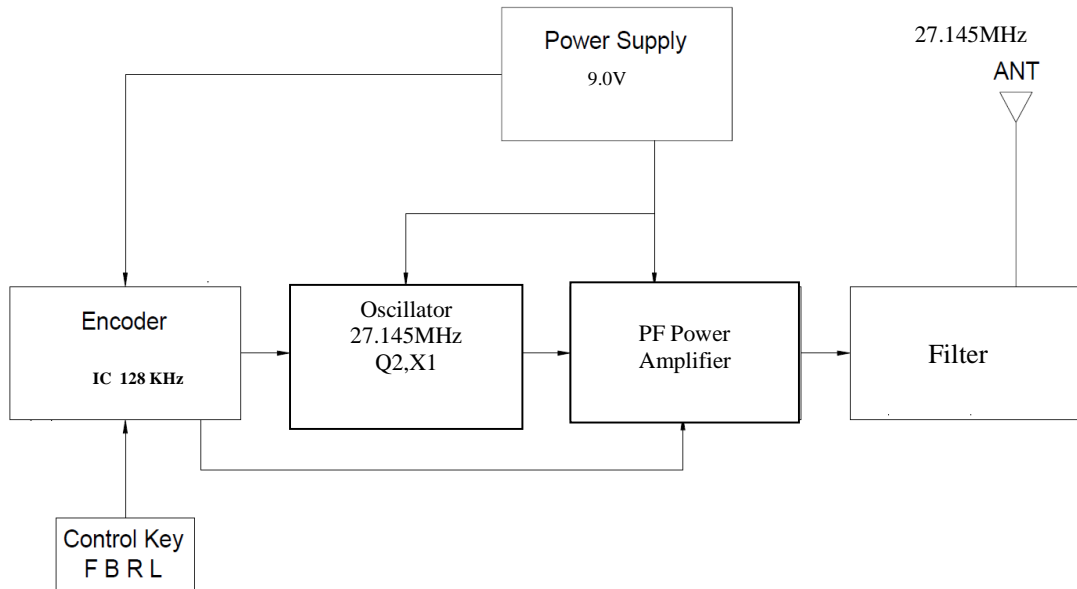 Power Supply
9.0V
27.145MHz
ANT
Encoder
IC 128 KHz
Oscillator
27.145MHz
Q2,X1
PF Power
Amplifier
Filter
Control Key
F B R L